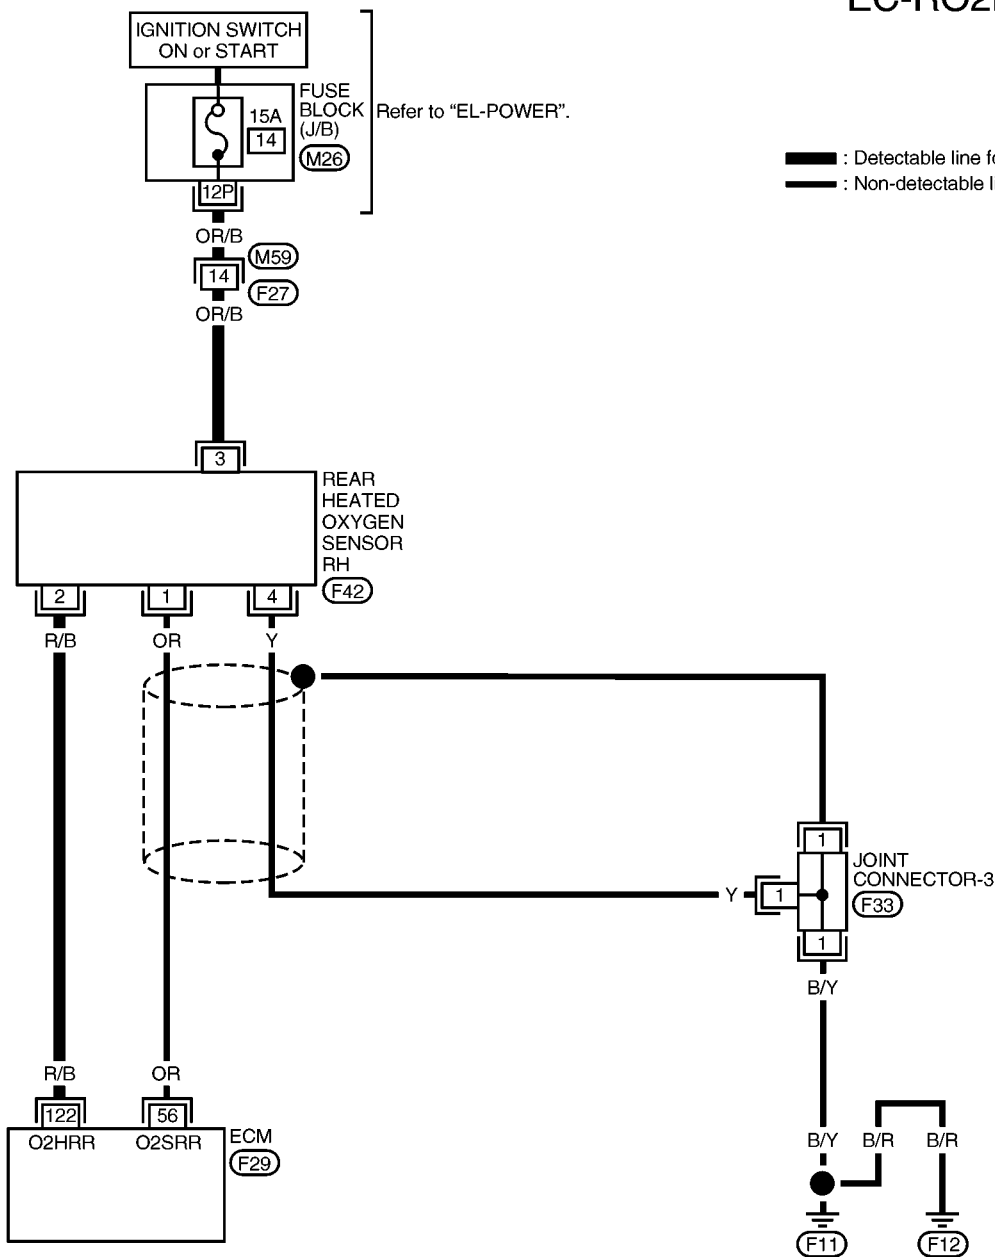 IGNITION SWITCH
ON or START
FUSE
BLOCK
(J/B)
M26
15A
14
Refer to “EL-POWER”.
: Detectable line
: Non-detectable
12P
OR/B
M59
14
F27
OR/B
3
REAR
HEATED
OXYGEN
SENSOR
RH
F42
2 1 4
R/B OR Y
1
JOINT
CONNECTOR-3
F33
Y 1
1
B/Y
R/B OR
122 56
O2HRR O2SRR
ECM
F29
B/Y B/R B/R
F11 F12